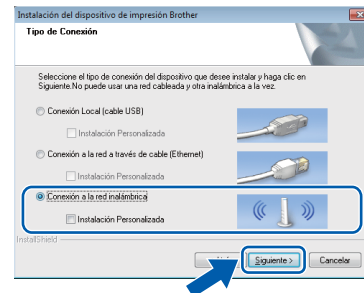 Instalación del dispositivo de impresión Brother
Tipo de Conexión
Seleccione el tipo de conexión del dispositivo que desee instalar y haga clic en
Siguiente.No puede usar una red cableada y otra inalámbrica a la vez.
Conexión Local (cable USB)
Instalación Personalizada
Conexión a la red a través de cable (Ethernet)
Instalación Personalizada
Conexión a la red inalámbrica
Instalación Personalizada
InstallShield
Siguiente > Cancelar